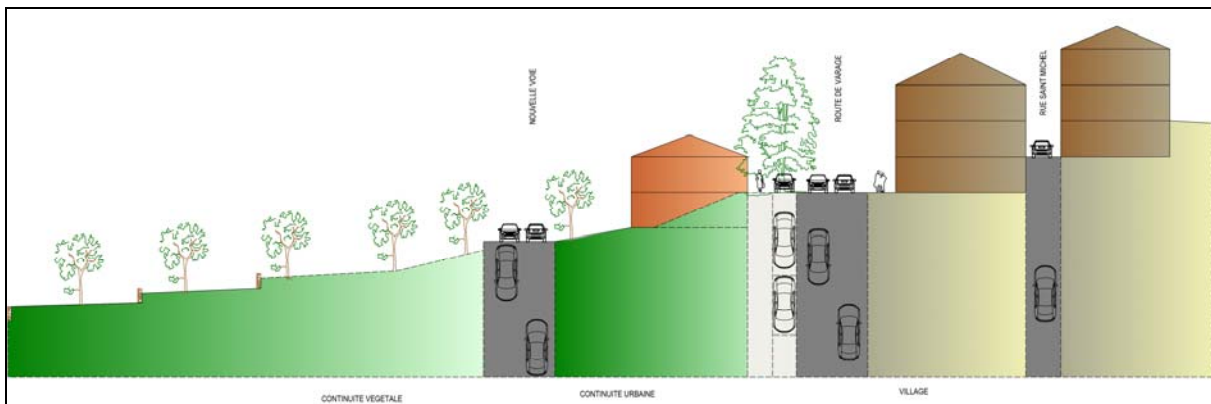 NOUVELLE VOIE
ROUTE DE VARAGE
RUE SAINT MICHEL
CONTINUITE VEGETALE
CONTINUITE URBAINE
VILLAGE